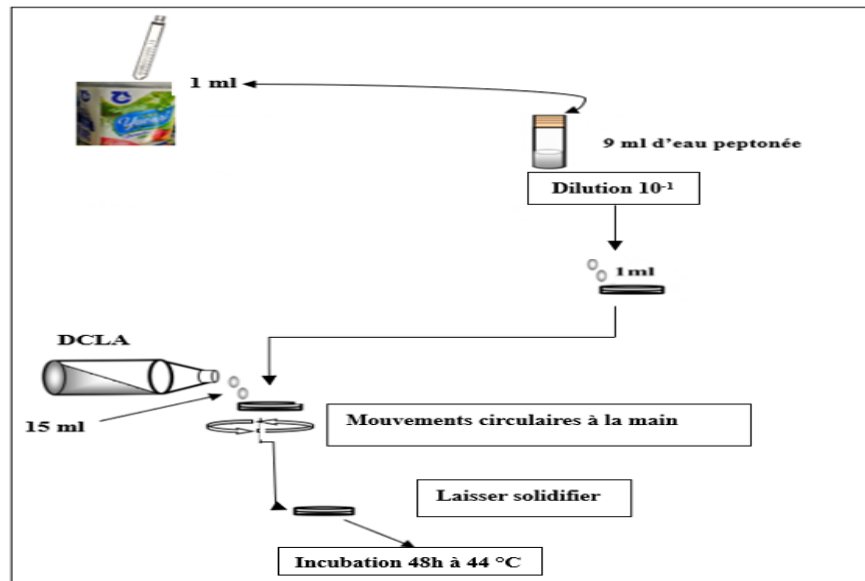 1 ml
9 ml d'eau peptonée
Dilution 10⁻¹
1ml
DCLA
15 ml
Mouvements circulaires à la main
Laisser solidifier
Incubation 48h à 44 °C